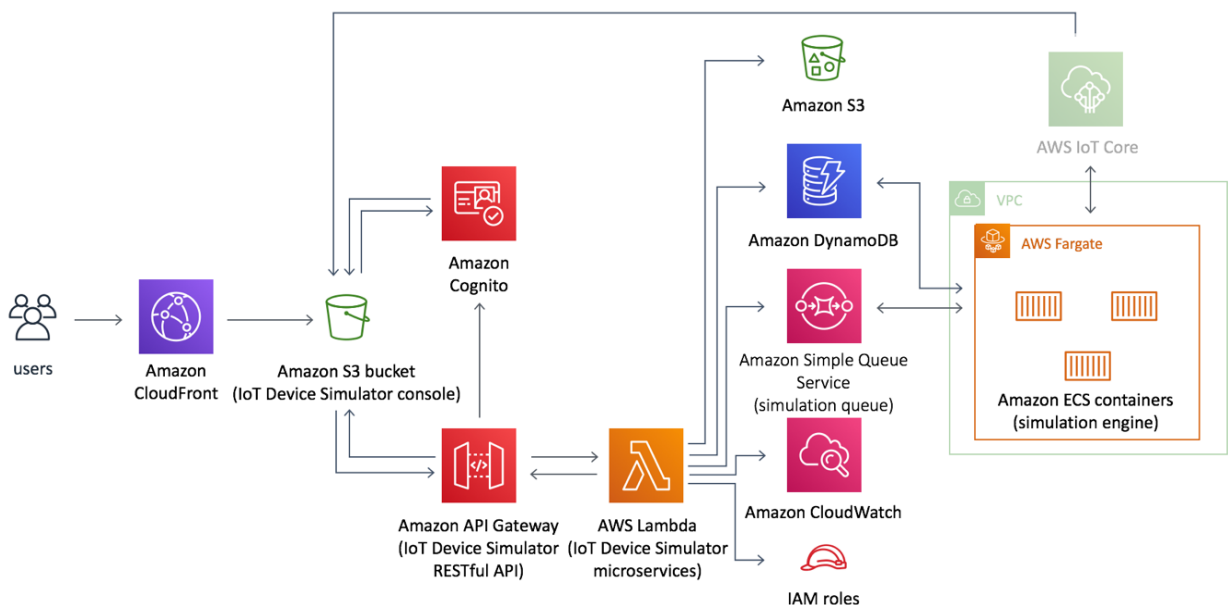 Amazon S3
AWS IoT Core
VPC
AWS Fargate
Amazon
Cognito
Amazon DynamoDB
users
Amazon
CloudFront
Amazon S3 bucket
(IoT Device Simulator console)
Amazon Simple Queue
Service
(simulation queue)
Amazon ECS containers
(simulation engine)
</>
Amazon API Gateway
(IoT Device Simulator
RESTful API)
AWS Lambda
(IoT Device Simulator
microservices)
Amazon CloudWatch
IAM roles